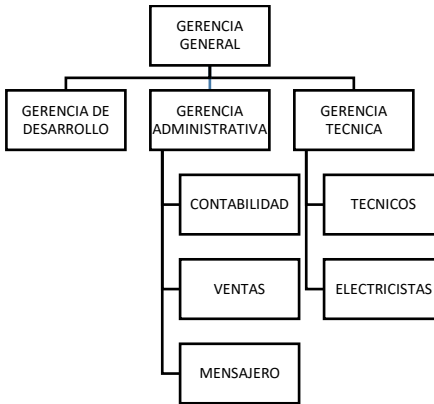 GERENCIA
GENERAL
GERENCIA DE
DESARROLLO
GERENCIA
ADMINISTRATIVA
GERENCIA
TECNICA
CONTABILIDAD
TECNICOS
VENTAS
ELECTRICISTAS
MENSAJERO